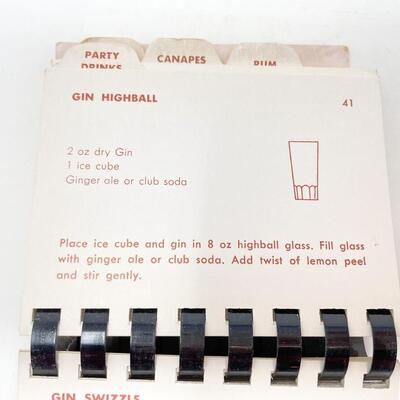 PARTY
DRINKS
CANAPES
RUM
GIN HIGHBALL
41
2 oz dry Gin
1 ice cube
Ginger ale or club soda
Place ice cube and gin in 8 oz highball glass. Fill glass
with ginger ale or club soda. Add twist of lemon peel
and stir gently.
GIN SWIZZLE